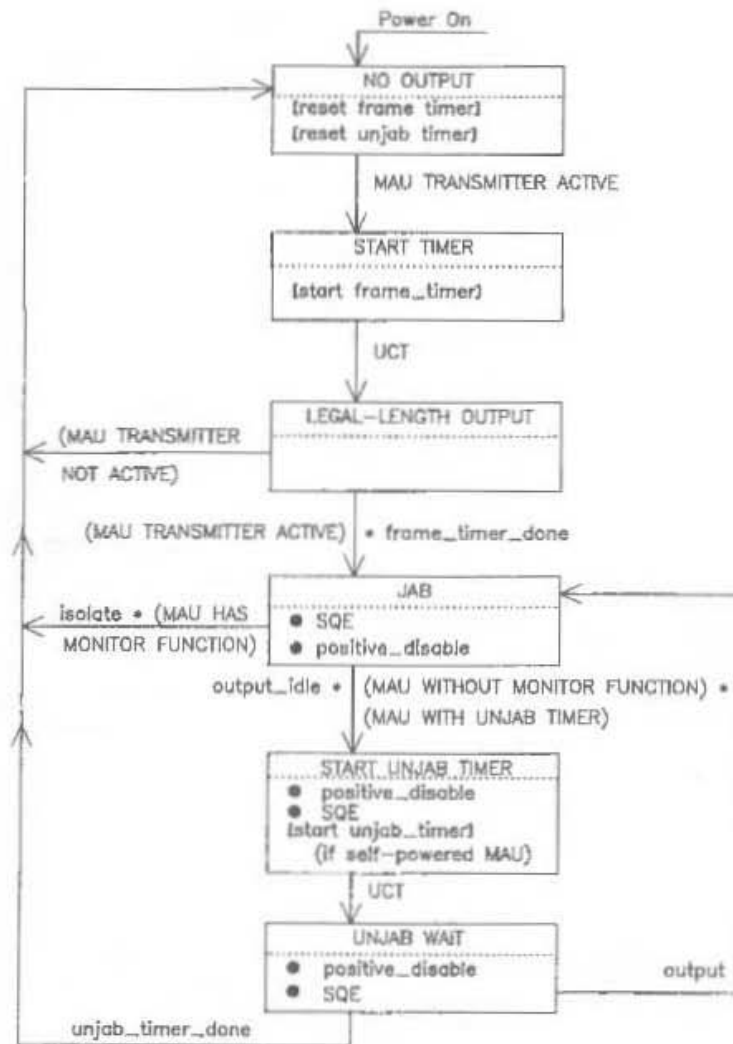 Power On
NO OUTPUT
[reset frame timer]
[reset unjab timer]
MAU TRANSMITTER ACTIVE
START TIMER
[start frame_timer]
UCT
LEGAL-LENGTH OUTPUT
(MAU TRANSMITTER
NOT ACTIVE)
(MAU TRANSMITTER ACTIVE) * frame_timer_done
JAB
● SQE
● positive_disable
isolate * (MAU HAS
MONITOR FUNCTION)
output_idle * (MAU WITHOUT MONITOR FUNCTION) *
(MAU WITH UNJAB TIMER)
START UNJAB TIMER
● positive_disable
● SQE
[start unjab_timer]
(if self-powered MAU)
UCT
UNJAB WAIT
● positive_disable
● SQE
output
unjab_timer_done